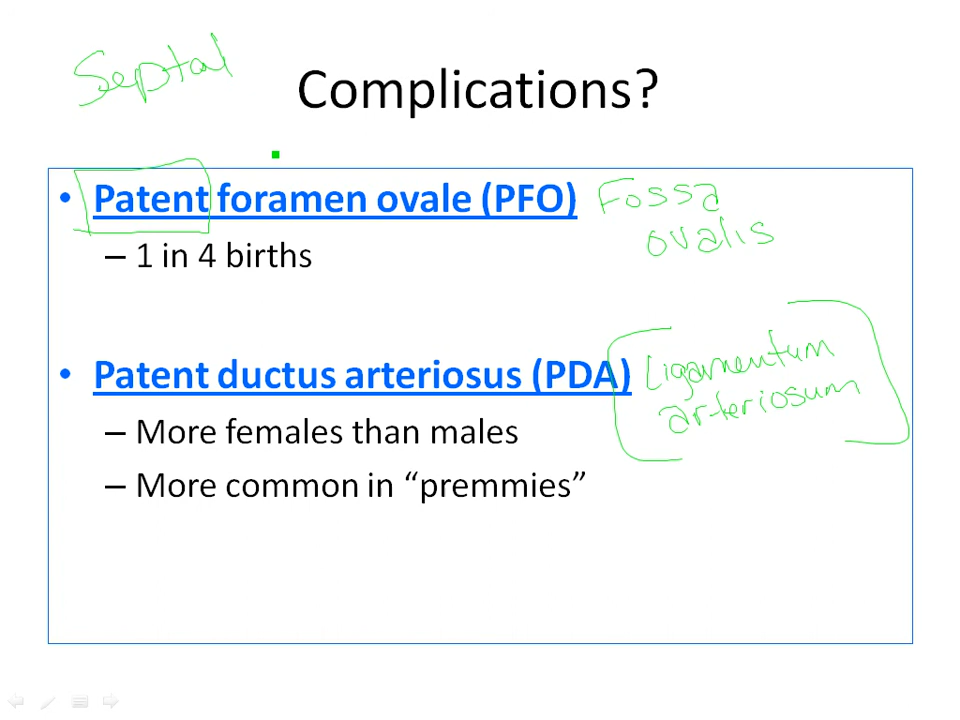 Septal
Complications?
• Patent foramen ovale (PFO) Fossa
ovalis
– 1 in 4 births
• Patent ductus arteriosus (PDA) Ligamentum
arteriosum
– More females than males
– More common in “premmies”